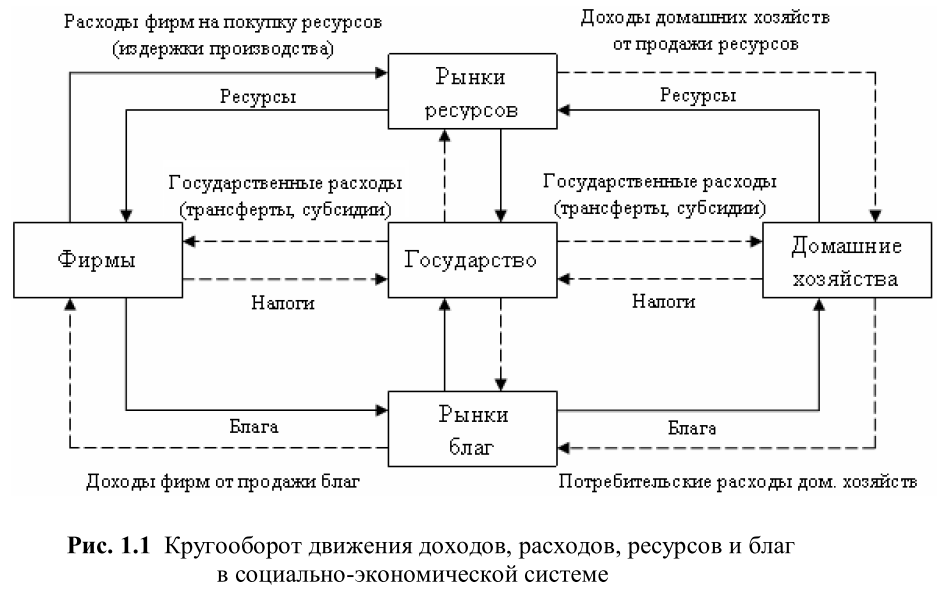 Расходы фирм на покупку ресурсов
(издержки производства)
Доходы домашних хозяйств
от продажи ресурсов
Рынки
ресурсов
Ресурсы
Ресурсы
Государственные расходы
(трансферты, субсидии)
Государственные расходы
(трансферты, субсидии)
Фирмы
Государство
Домашние
хозяйства
Налоги
Налоги
Рынки
благ
Блага
Блага
Доходы фирм от продажи благ
Потребительские расходы дом. хозяйств
Рис. 1.1 Кругооборот движения доходов, расходов, ресурсов и благ
в социально-экономической системе